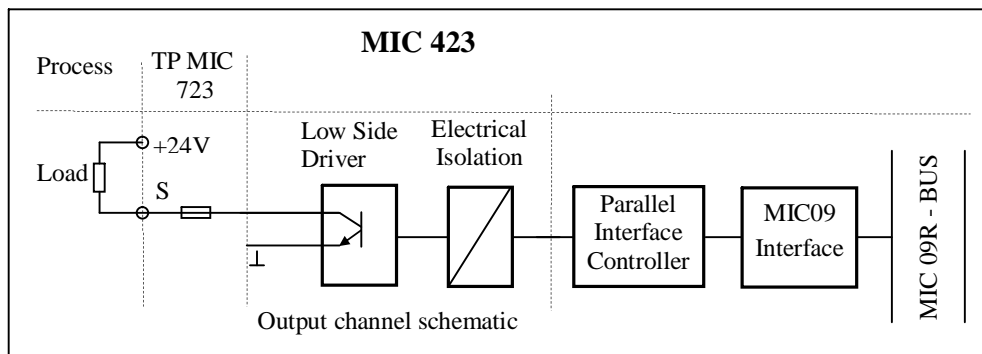 MIC 423
Process
TP MIC
723
Low Side
Driver
Electrical
Isolation
+24V
Load
S
Parallel
Interface
Controller
MIC09
Interface
MIC 09R - BUS
Output channel schematic